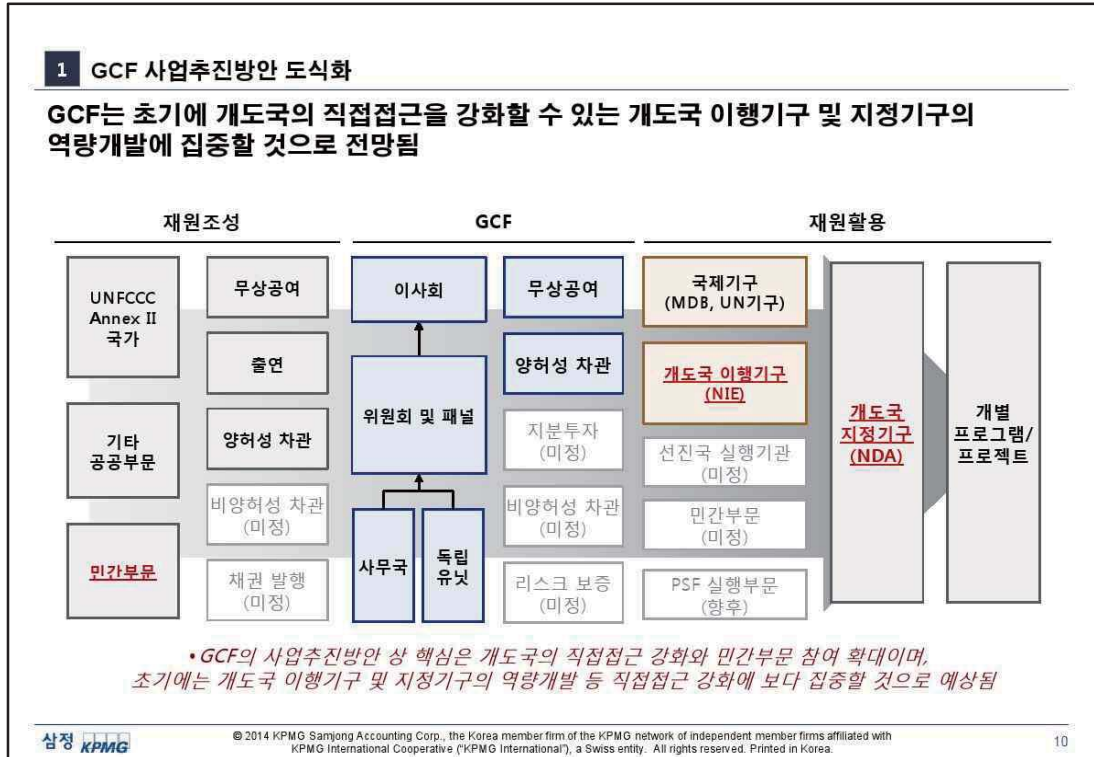 1 GCF 사업추진방안 도식화
GCF는 초기에 개도국의 직접접근을 강화할 수 있는 개도국 이행기구 및 지정기구의
역량개발에 집중할 것으로 전망됨
재원조성
UNFCCC
Annex II
국가
기타
공공부문
민간부문
무상공여
출연
양허성 차관
비양허성 차관
(미정)
채권 발행
(미정)
GCF
이사회
위원회 및 패널
사무국
독립
유닛
무상공여
양허성 차관
지분투자
(미정)
비양허성 차관
(미정)
리스크 보증
(미정)
재원활용
국제기구
(MDB, UN기구)
개도국 이행기구
(NIE)
선진국 실행기관
(미정)
민간부문
(미정)
PSF 실행부문
(향후)
개도국
지정기구
(NDA)
개별
프로그램/
프로젝트
•GCF의 사업추진방안 상 핵심은 개도국의 직접접근 강화와 민간부문 참여 확대이며,
초기에는 개도국 이행기구 및 지정기구의 역량개발 등 직접접근 강화에 보다 집중할 것으로 예상됨
삼정 KPMG
© 2014 KPMG Samjong Accounting Corp., the Korea member firm of the KPMG network of independent member firms affiliated with
KPMG International Cooperative (“KPMG International”), a Swiss entity. All rights reserved. Printed in Korea.
10